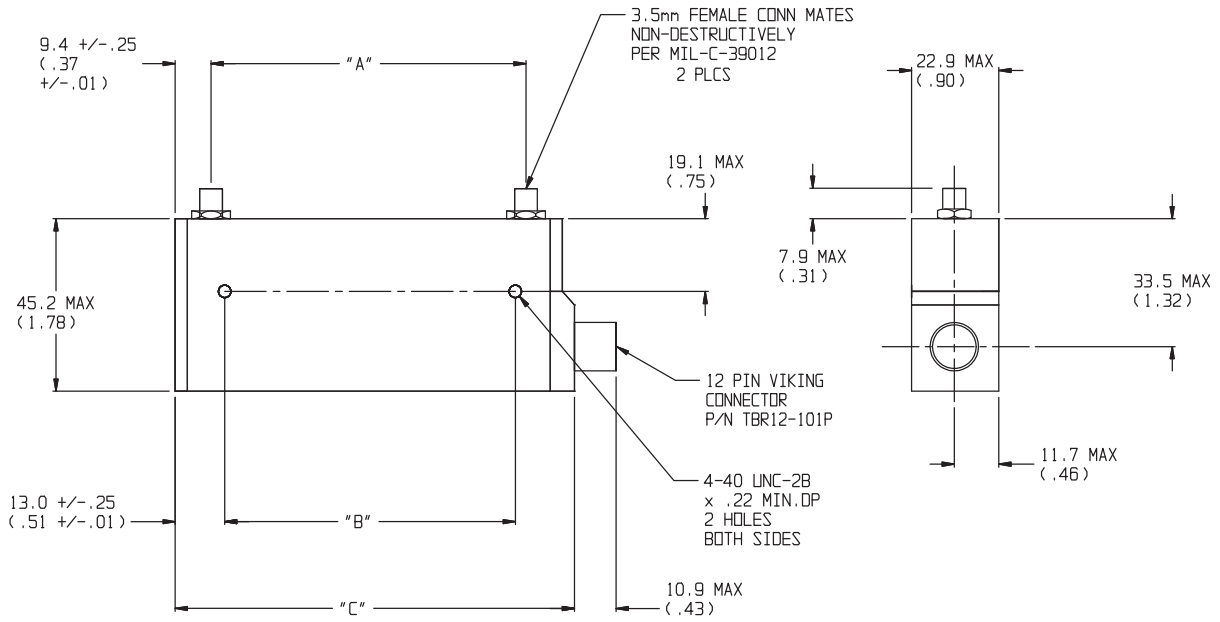 3.5mm FEMALE CONN MATES
NON-DESTRUCTIVELY
PER MIL-C-39012
2 PLCS
9.4 +/-.25
(.37
+/-.01)
"A"
22.9 MAX
(.90)
19.1 MAX
(.75)
7.9 MAX
(.31)
33.5 MAX
(1.32)
45.2 MAX
(1.78)
12 PIN VIKING
CONNECTOR
P/N TBR12-101P
11.7 MAX
(.46)
4-40 UNC-2B
x .22 MIN.DP
2 HOLES
BOTH SIDES
13.0 +/-.25
(.51 +/-.01)
"B"
10.9 MAX
(.43)
"C"